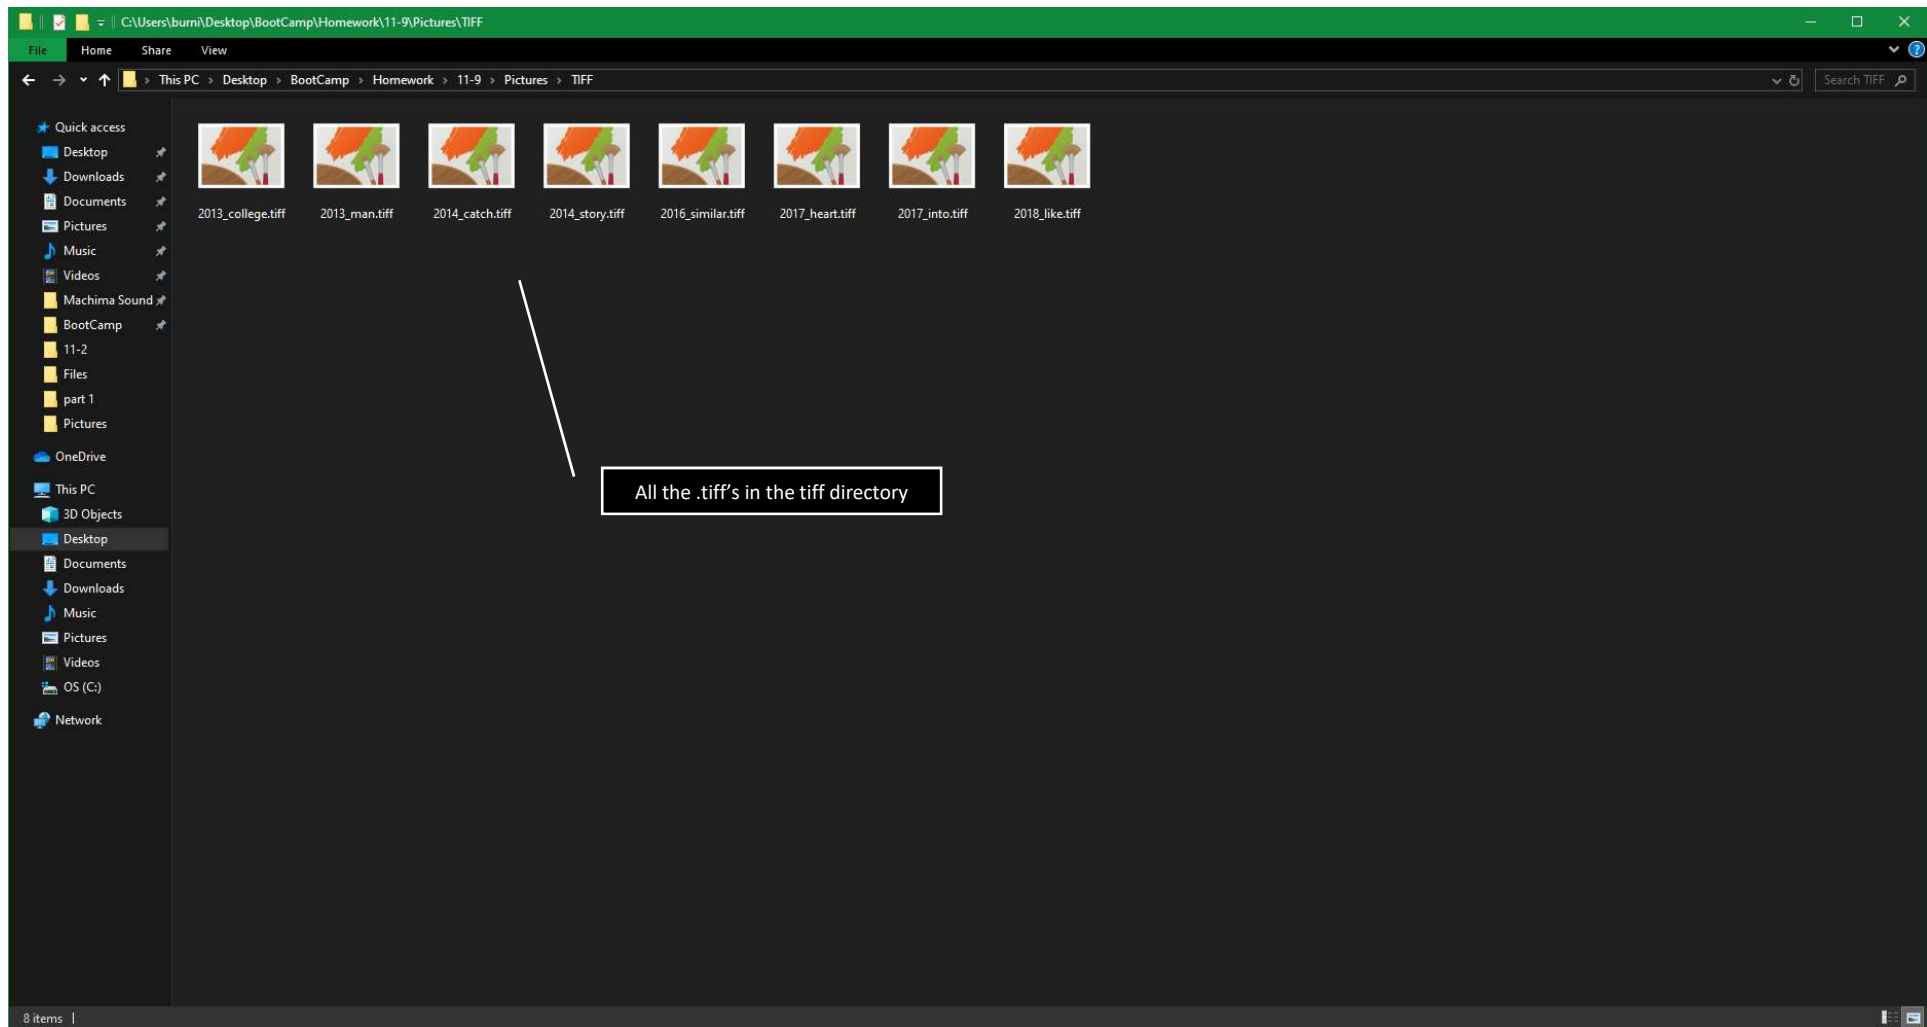 C:\Users\burni\Desktop\BootCamp\Homework\11-9\Pictures\TIFF
File Home Share View
This PC > Desktop > BootCamp > Homework > 11-9 > Pictures > TIFF
Search TIFF
Quick access
Desktop
Downloads
Documents
Pictures
Music
Videos
Machima Sound
BootCamp
11-2
Files
part 1
Pictures
OneDrive
This PC
3D Objects
Desktop
Documents
Downloads
Music
Pictures
Videos
OS (C:)
Network
2013_college.tiff 2013_man.tiff 2014_catch.tiff 2014_story.tiff 2016_similar.tiff 2017_heart.tiff 2017_into.tiff 2018_like.tiff
All the .tiff’s in the tiff directory
8 items